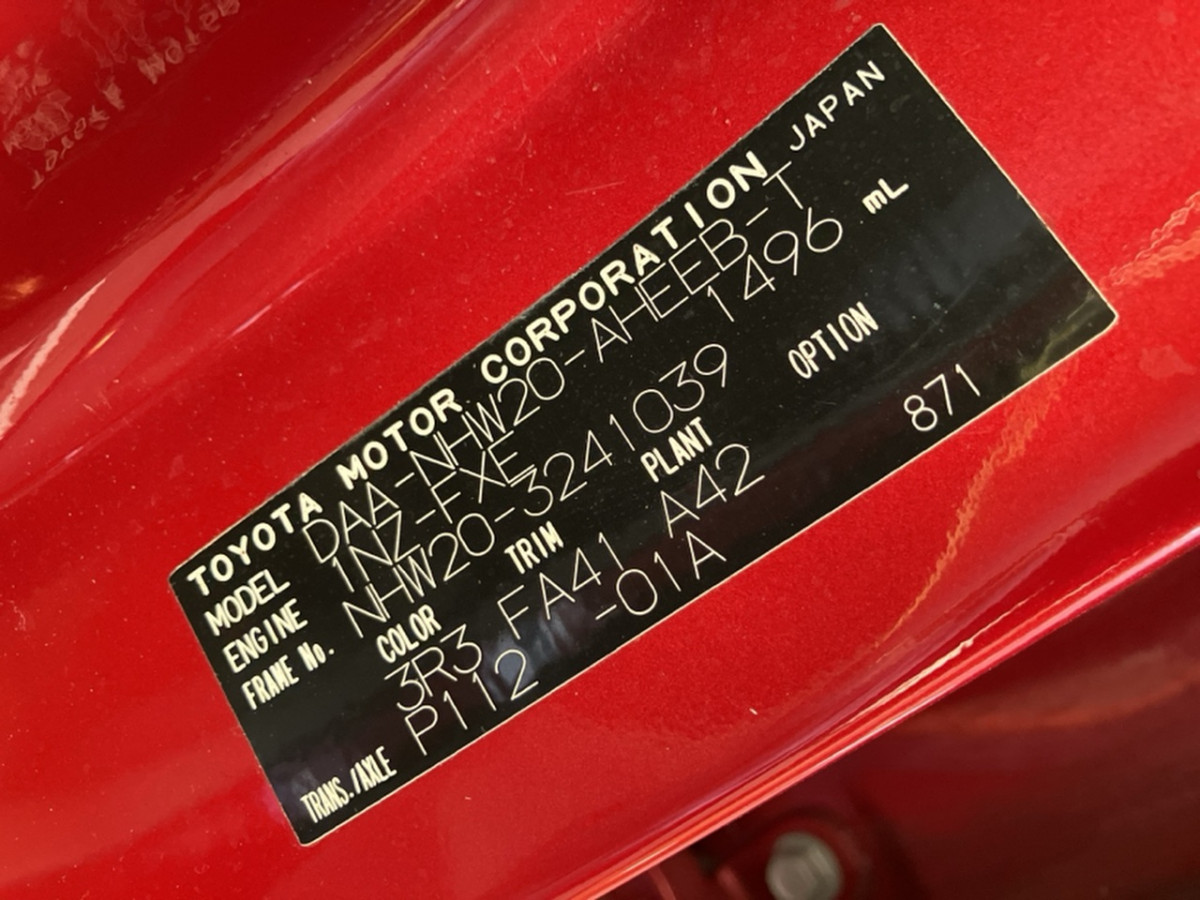 TOYOTA MOTOR CORPORATION JAPAN
MODEL DAA-NHW20-AHEEB-T
ENGINE 1NZ-FXE 1496 mL
FRAME No. NHW20-3241039
COLOR TRIM PLANT OPTION
3R3 FA41 A42 871
TRANS./AXLE P112 -01A